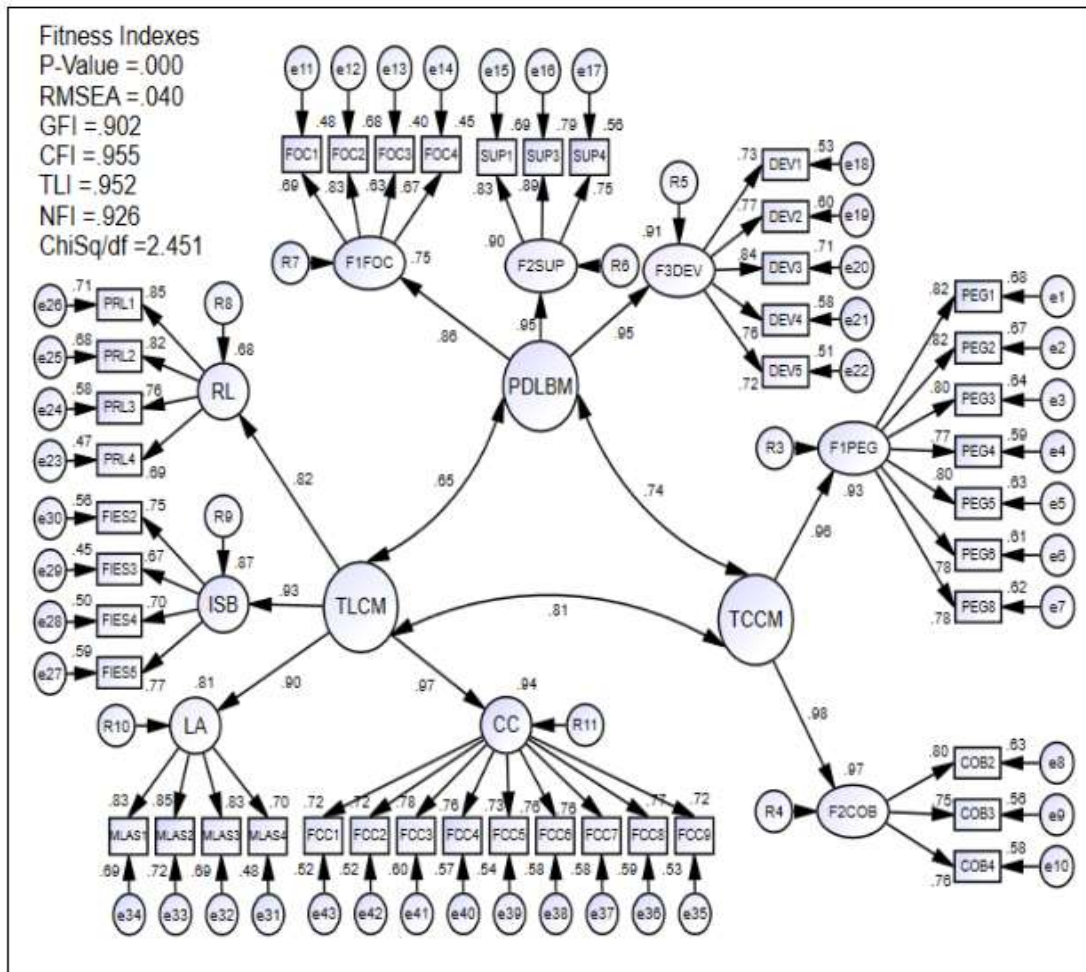 Fitness Indexes
P-Value =.000
RMSEA =.040
GFI =.902
CFI =.955
TLI =.952
NFI =.926
ChiSq/df =2.451
e11 e12 e13 e14 e15 e16 e17
.48 .68 .40 .45 .69 .79 .56
FOC1 FOC2 FOC3 FOC4 SUP1 SUP3 SUP4
.69 .83 .63 .67 .83 .89 .75
R7 F1FOC .75
.90 F2SUP R6
R5
.91 F3DEV
.73 DEV1 .53 e18
.77 DEV2 .60 e19
.84 DEV3 .71 e20
DEV4 .58 e21
.76
.72 DEV5 .51 e22
.86 .95 .95
PDLBM
e26 .71 PRL1 .85
e25 .68 PRL2 .82
e24 .58 PRL3 .76
e23 .47 PRL4 .69
R8
.68
RL
.82 .65 .74
.82 PEG1 .68 e1
.82 PEG2 .67 e2
.80 PEG3 .64 e3
.77 PEG4 .59 e4
.80 PEG5 .63 e5
PEG6 .61 e6
.78
.78 PEG8 .62 e7
R3 F1PEG
.93
.96
e30 .56 FIES2 .75
e29 .45 FIES3 .67
e28 .50 FIES4 .70
e27 .59 FIES5 .77
R9
.87
ISB .93 TLCM .81 TCCM
.90 .97 .98
.81 .94
R10 LA CC R11
.83 .85 .83 .70
MLAS1 MLAS2 MLAS3 MLAS4
.69 .72 .69 .48
e34 e33 e32 e31
.72 .72 .78 .76 .73 .76 .76 .77 .72
FCC1 FCC2 FCC3 FCC4 FCC5 FCC6 FCC7 FCC8 FCC9
.52 .52 .60 .57 .54 .58 .58 .59 .53
e43 e42 e41 e40 e39 e38 e37 e36 e35
.97
R4 F2COB
.80 COB2 .63 e8
.75 COB3 .56 e9
.76 COB4 .58 e10